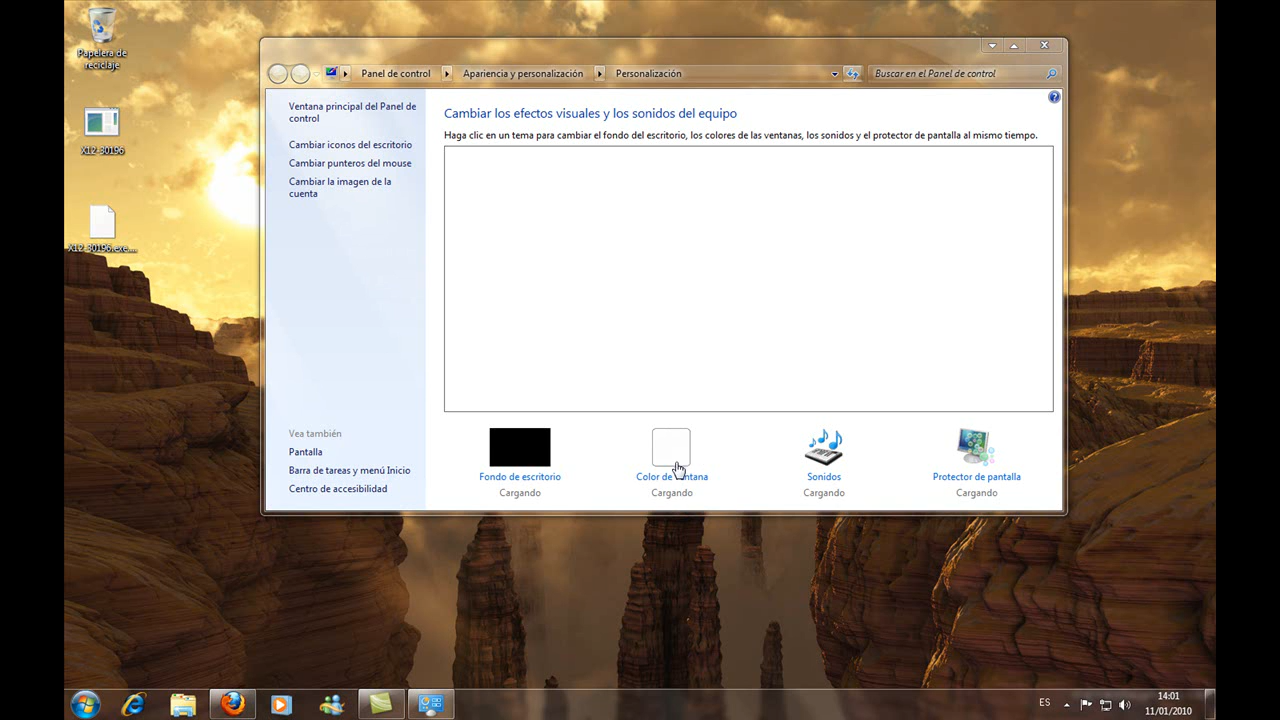 Papelera de
reciclaje
X12-30196
X12-30196.exe....
Panel de control
Apariencia y personalización
Personalización
Buscar en el Panel de control
Ventana principal del Panel de
control
Cambiar iconos del escritorio
Cambiar punteros del mouse
Cambiar la imagen de la
cuenta
Cambiar los efectos visuales y los sonidos del equipo
Haga clic en un tema para cambiar el fondo del escritorio, los colores de las ventanas, los sonidos y el protector de pantalla al mismo tiempo.
Vea también
Pantalla
Barra de tareas y menú Inicio
Centro de accesibilidad
Fondo de escritorio
Cargando
Color de ventana
Cargando
Sonidos
Cargando
Protector de pantalla
Cargando
ES
14:01
11/01/2010